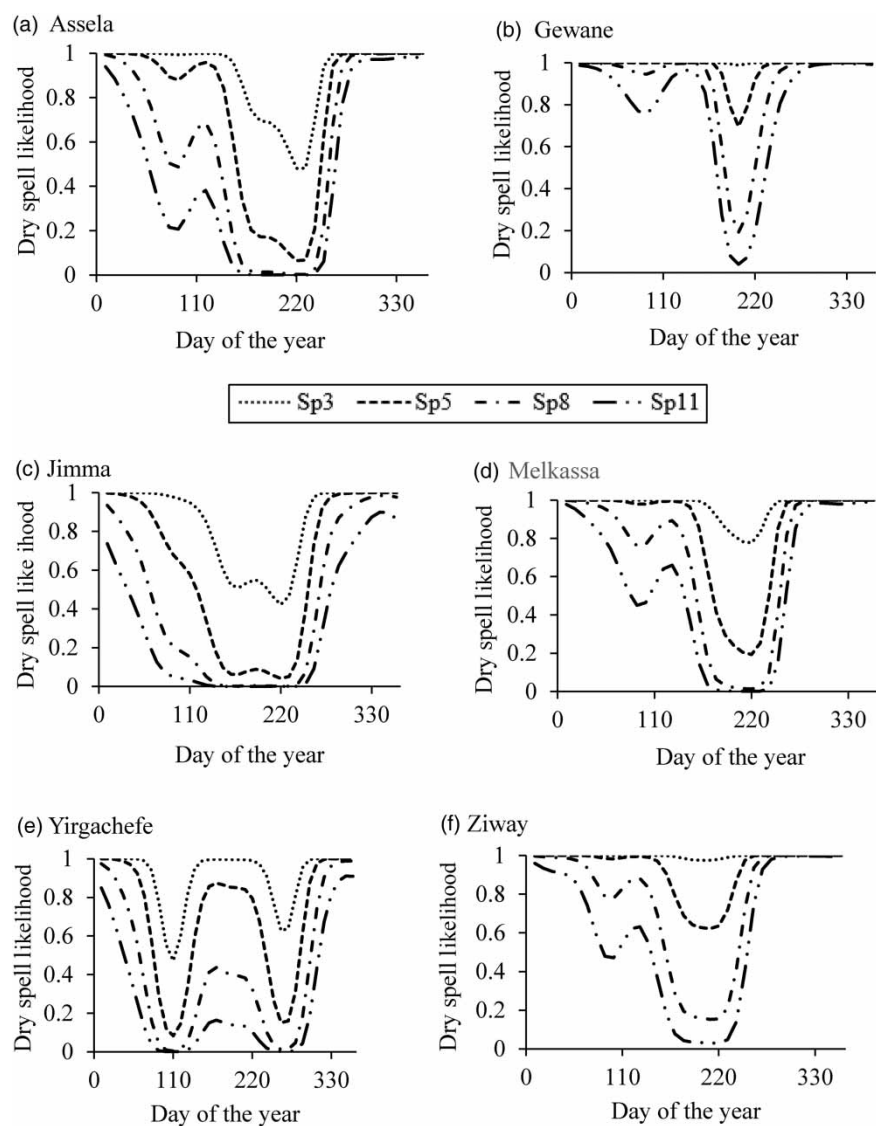 (a) Assela
Dry spell likelihood
1
0.8
0.6
0.4
0.2
0
0 110 220 330
Day of the year
(b) Gewane
Dry spell likelihood
1
0.8
0.6
0.4
0.2
0
0 110 220 330
Day of the year
Sp3 Sp5 Sp8 Sp11
(c) Jimma
Dry spell like ihood
1
0.8
0.6
0.4
0.2
0
0 110 220 330
Day of the year
(d) Melkassa
Dry spell likelihood
1
0.8
0.6
0.4
0.2
0
0 110 220 330
Day of the year
(e) Yirgachefe
Dry spell likelihood
1
0.8
0.6
0.4
0.2
0
0 110 220 330
Day of the year
(f) Ziway
Dry spell likelihood
1
0.8
0.6
0.4
0.2
0
0 110 220 330
Day of the year